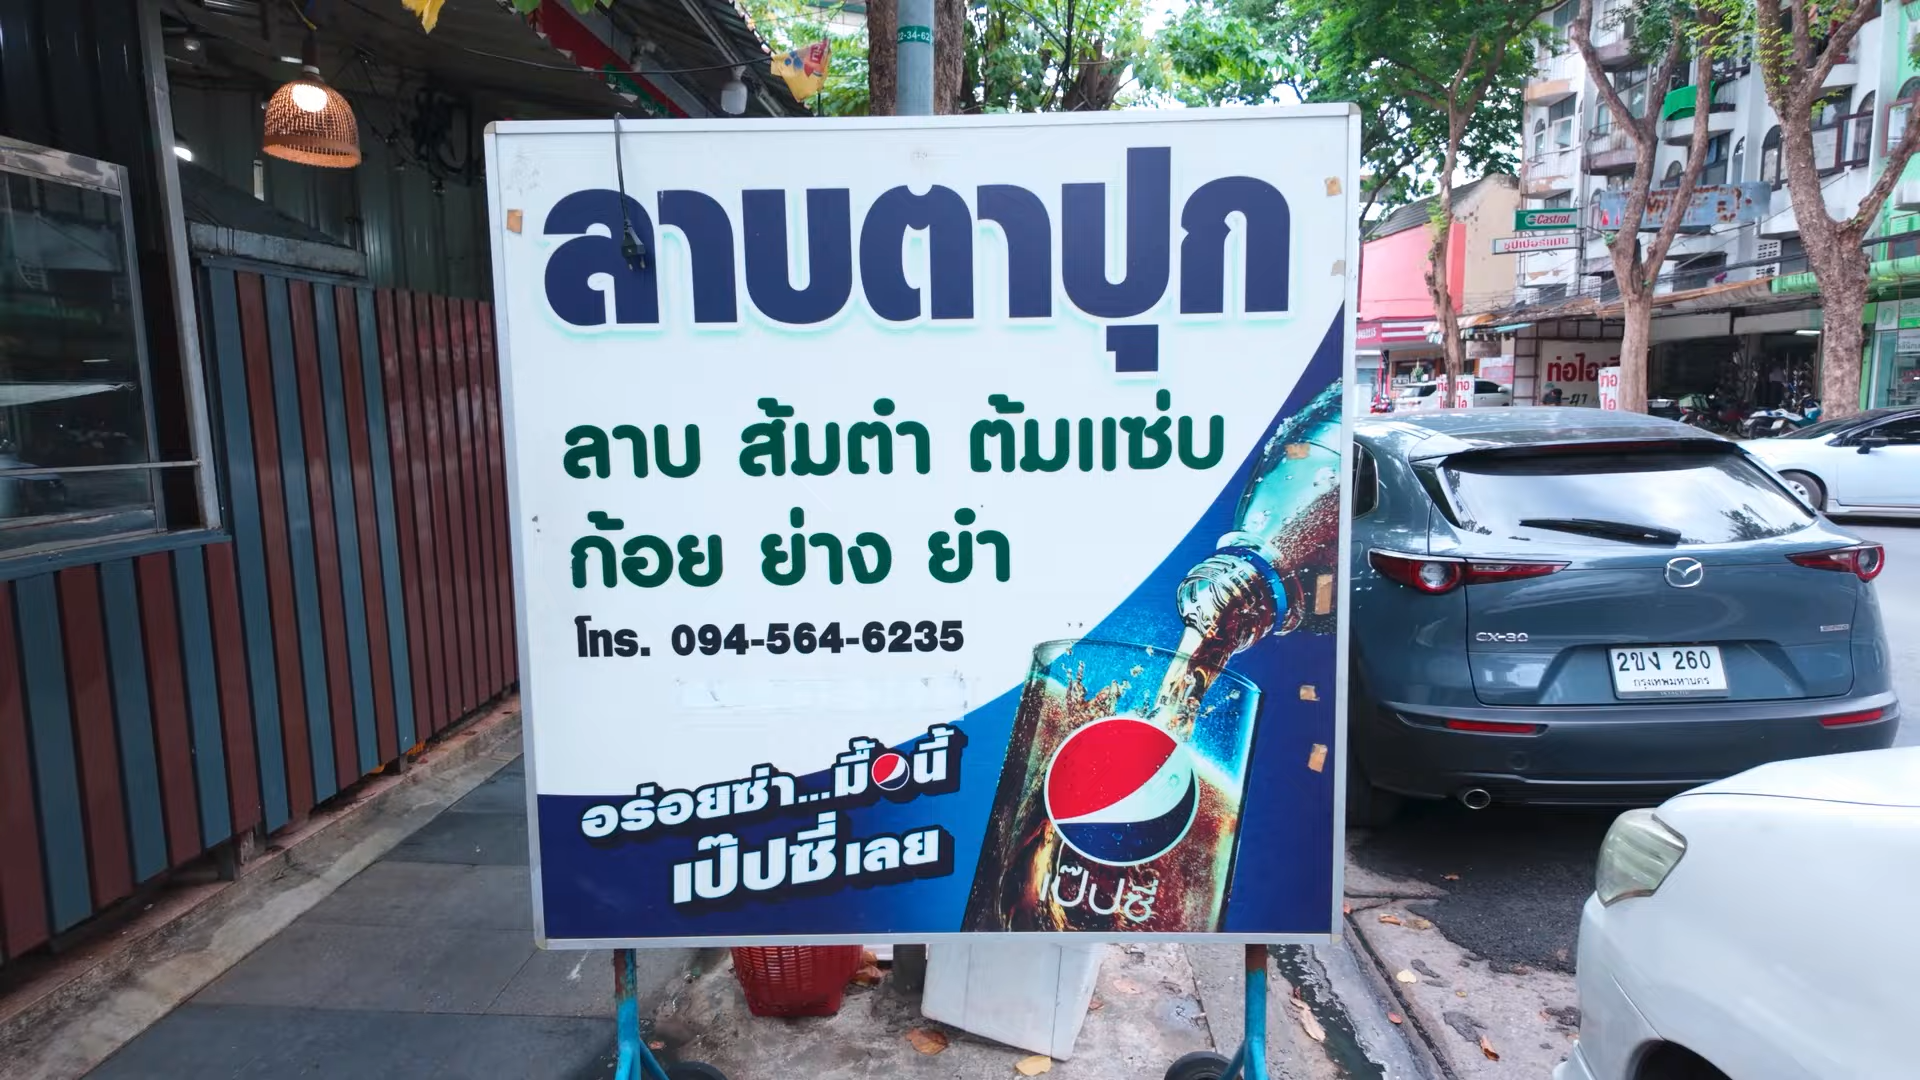 ลาบตาปุก
ลาบ ส้มตำ ต้มแซ่บ
ก้อย ย่าง ยำ
โทร. 094-564-6235
อร่อยซ่า...มื้อนี้
เป๊ปซี่เลย
เป๊ปซี่
Castrol
CX-30
2ขง 260
กรุงเทพมหานคร
ท่อไอ